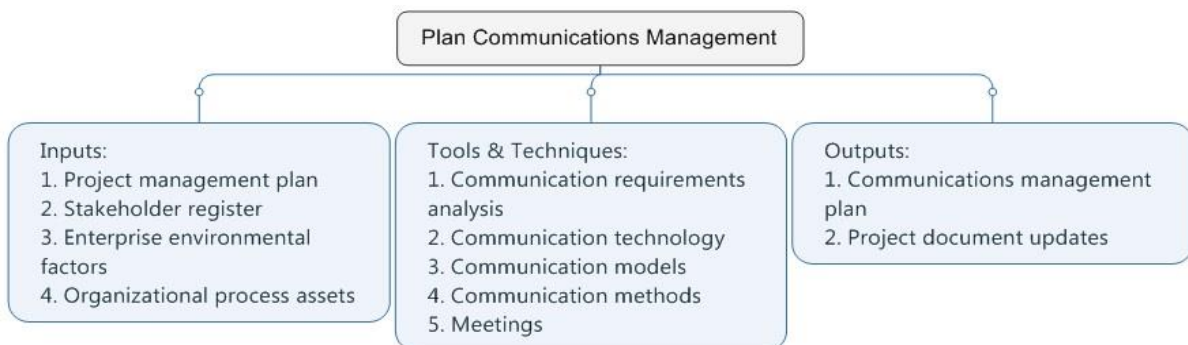 Plan Communications Management
Inputs:
1. Project management plan
2. Stakeholder register
3. Enterprise environmental
factors
4. Organizational process assets
Tools & Techniques:
1. Communication requirements
analysis
2. Communication technology
3. Communication models
4. Communication methods
5. Meetings
Outputs:
1. Communications management
plan
2. Project document updates